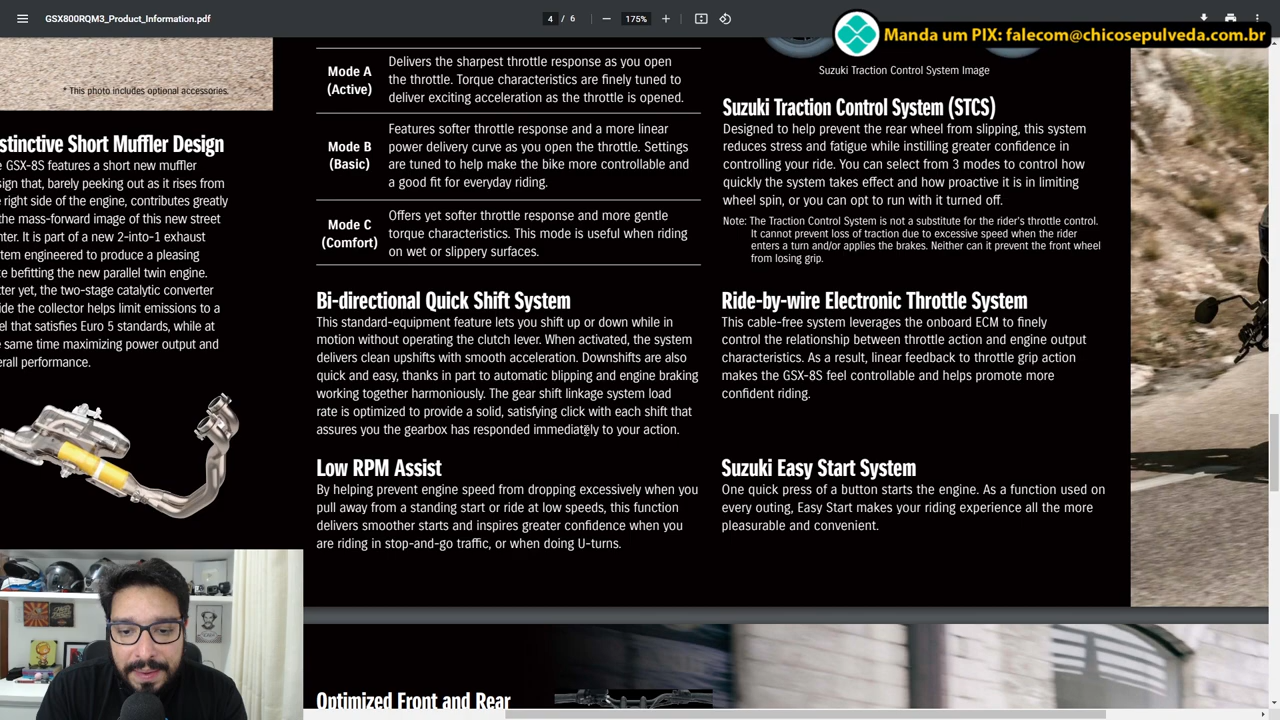 GSX800RQM3_Product_Information.pdf
4 / 6
175%
Manda um PIX: falecom@chicosepulveda.com.br
* This photo includes optional accessories.
stinctive Short Muffler Design
GSX-8S features a short new muffler
sign that, barely peeking out as it rises from
right side of the engine, contributes greatly
the mass-forward image of this new street
It is part of a new 2-into-1 exhaust
engineered to produce a pleasing
befitting the new parallel twin engine.
yet, the two-stage catalytic converter
the collector helps limit emissions to a
that satisfies Euro 5 standards, while at
same time maximizing power output and
performance.
Mode A
(Active)
Delivers the sharpest throttle response as you open
the throttle. Torque characteristics are finely tuned to
deliver exciting acceleration as the throttle is opened.
Mode B
(Basic)
Features softer throttle response and a more linear
power delivery curve as you open the throttle. Settings
are tuned to help make the bike more controllable and
a good fit for everyday riding.
Mode C
(Comfort)
Offers yet softer throttle response and more gentle
torque characteristics. This mode is useful when riding
on wet or slippery surfaces.
Bi-directional Quick Shift System
This standard-equipment feature lets you shift up or down while in
motion without operating the clutch lever. When activated, the system
delivers clean upshifts with smooth acceleration. Downshifts are also
quick and easy, thanks in part to automatic blipping and engine braking
working together harmoniously. The gear shift linkage system load
rate is optimized to provide a solid, satisfying click with each shift that
assures you the gearbox has responded immediately to your action.
Low RPM Assist
By helping prevent engine speed from dropping excessively when you
pull away from a standing start or ride at low speeds, this function
delivers smoother starts and inspires greater confidence when you
are riding in stop-and-go traffic, or when doing U-turns.
Suzuki Traction Control System Image
Suzuki Traction Control System (STCS)
Designed to help prevent the rear wheel from slipping, this system
reduces stress and fatigue while instilling greater confidence in
controlling your ride. You can select from 3 modes to control how
quickly the system takes effect and how proactive it is in limiting
wheel spin, or you can opt to run with it turned off.
Note: The Traction Control System is not a substitute for the rider's throttle control.
It cannot prevent loss of traction due to excessive speed when the rider
enters a turn and/or applies the brakes. Neither can it prevent the front wheel
from losing grip.
Ride-by-wire Electronic Throttle System
This cable-free system leverages the onboard ECM to finely
control the relationship between throttle action and engine output
characteristics. As a result, linear feedback to throttle grip action
makes the GSX-8S feel controllable and helps promote more
confident riding.
Suzuki Easy Start System
One quick press of a button starts the engine. As a function used on
every outing, Easy Start makes your riding experience all the more
pleasurable and convenient.
Optimized Front and Rear